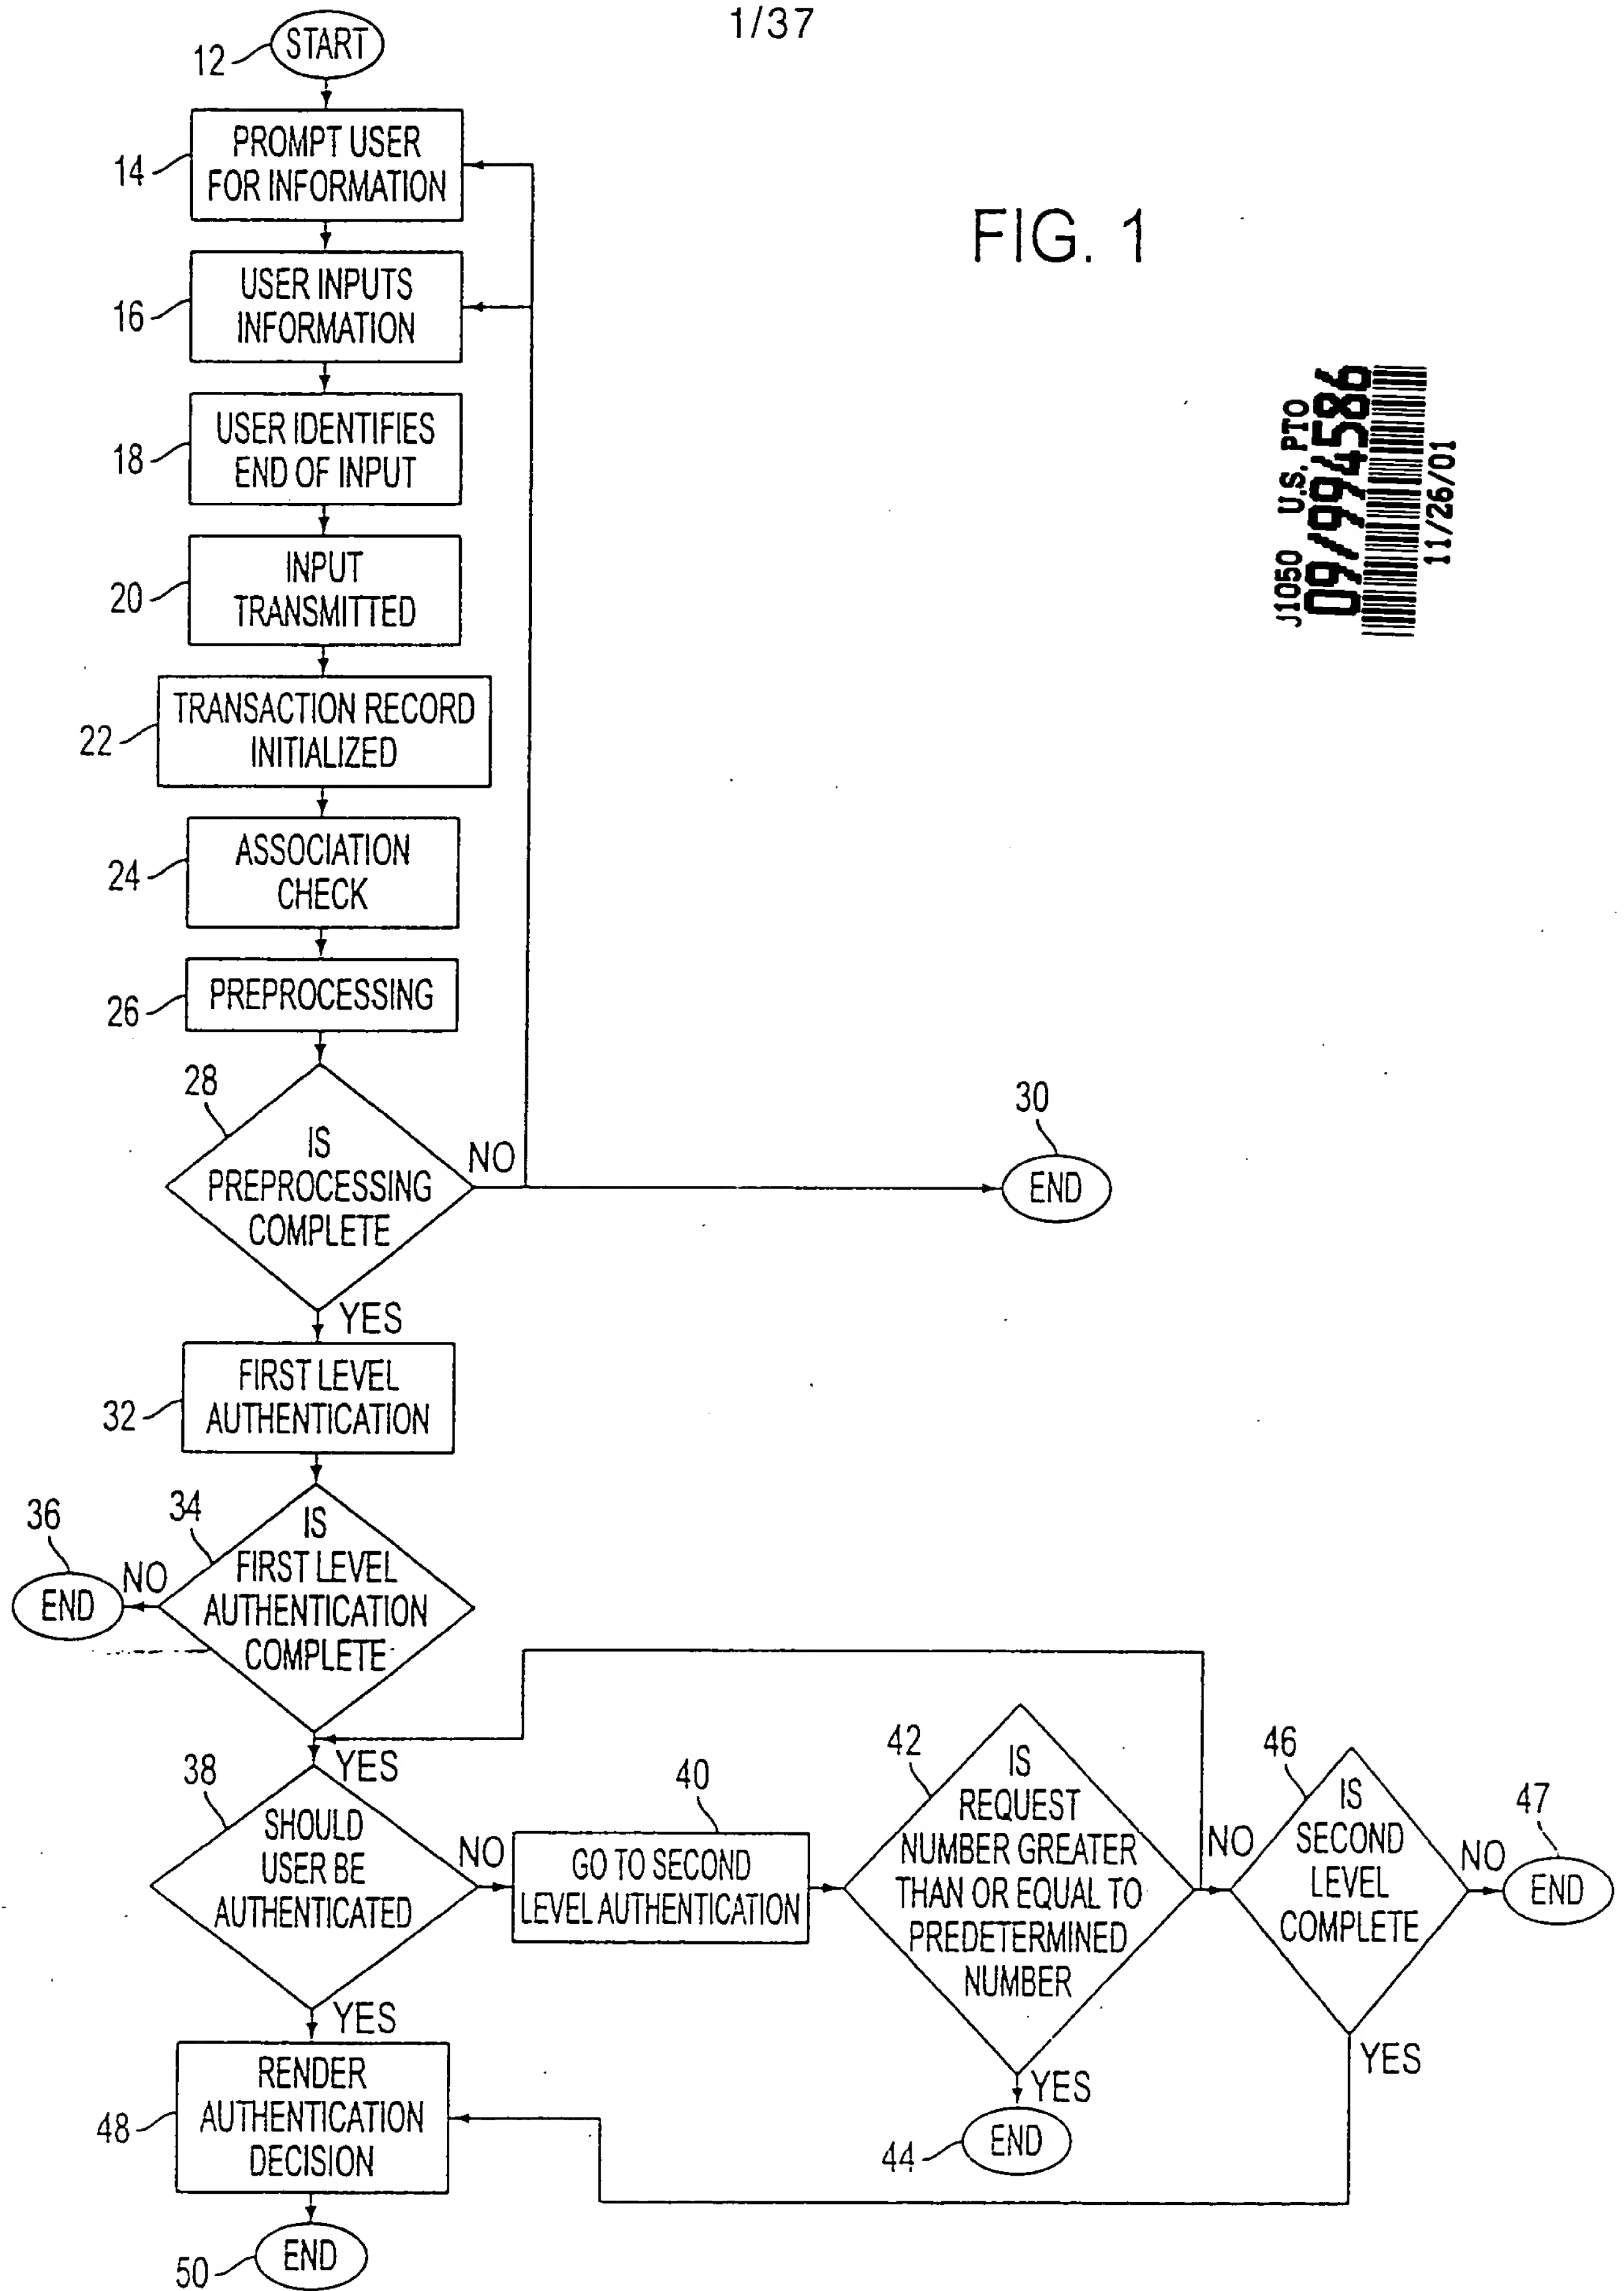 1/37
12
START
14
PROMPT USER
FOR INFORMATION
FIG. 1
16
USER INPUTS
INFORMATION
J1050 U.S. PTO
09/994586
11/26/01
18
USER IDENTIFIES
END OF INPUT
20
INPUT
TRANSMITTED
22
TRANSACTION RECORD
INITIALIZED
24
ASSOCIATION
CHECK
26
PREPROCESSING
28
IS
PREPROCESSING
COMPLETE
NO
30
END
YES
32
FIRST LEVEL
AUTHENTICATION
34
IS
FIRST LEVEL
AUTHENTICATION
COMPLETE
36
NO
END
YES
38
SHOULD
USER BE
AUTHENTICATED
NO
40
GO TO SECOND
LEVEL AUTHENTICATION
42
IS
REQUEST
NUMBER GREATER
THAN OR EQUAL TO
PREDETERMINED
NUMBER
NO
YES
44
END
46
IS
SECOND
LEVEL
COMPLETE
NO
47
END
YES
YES
48
RENDER
AUTHENTICATION
DECISION
50
END